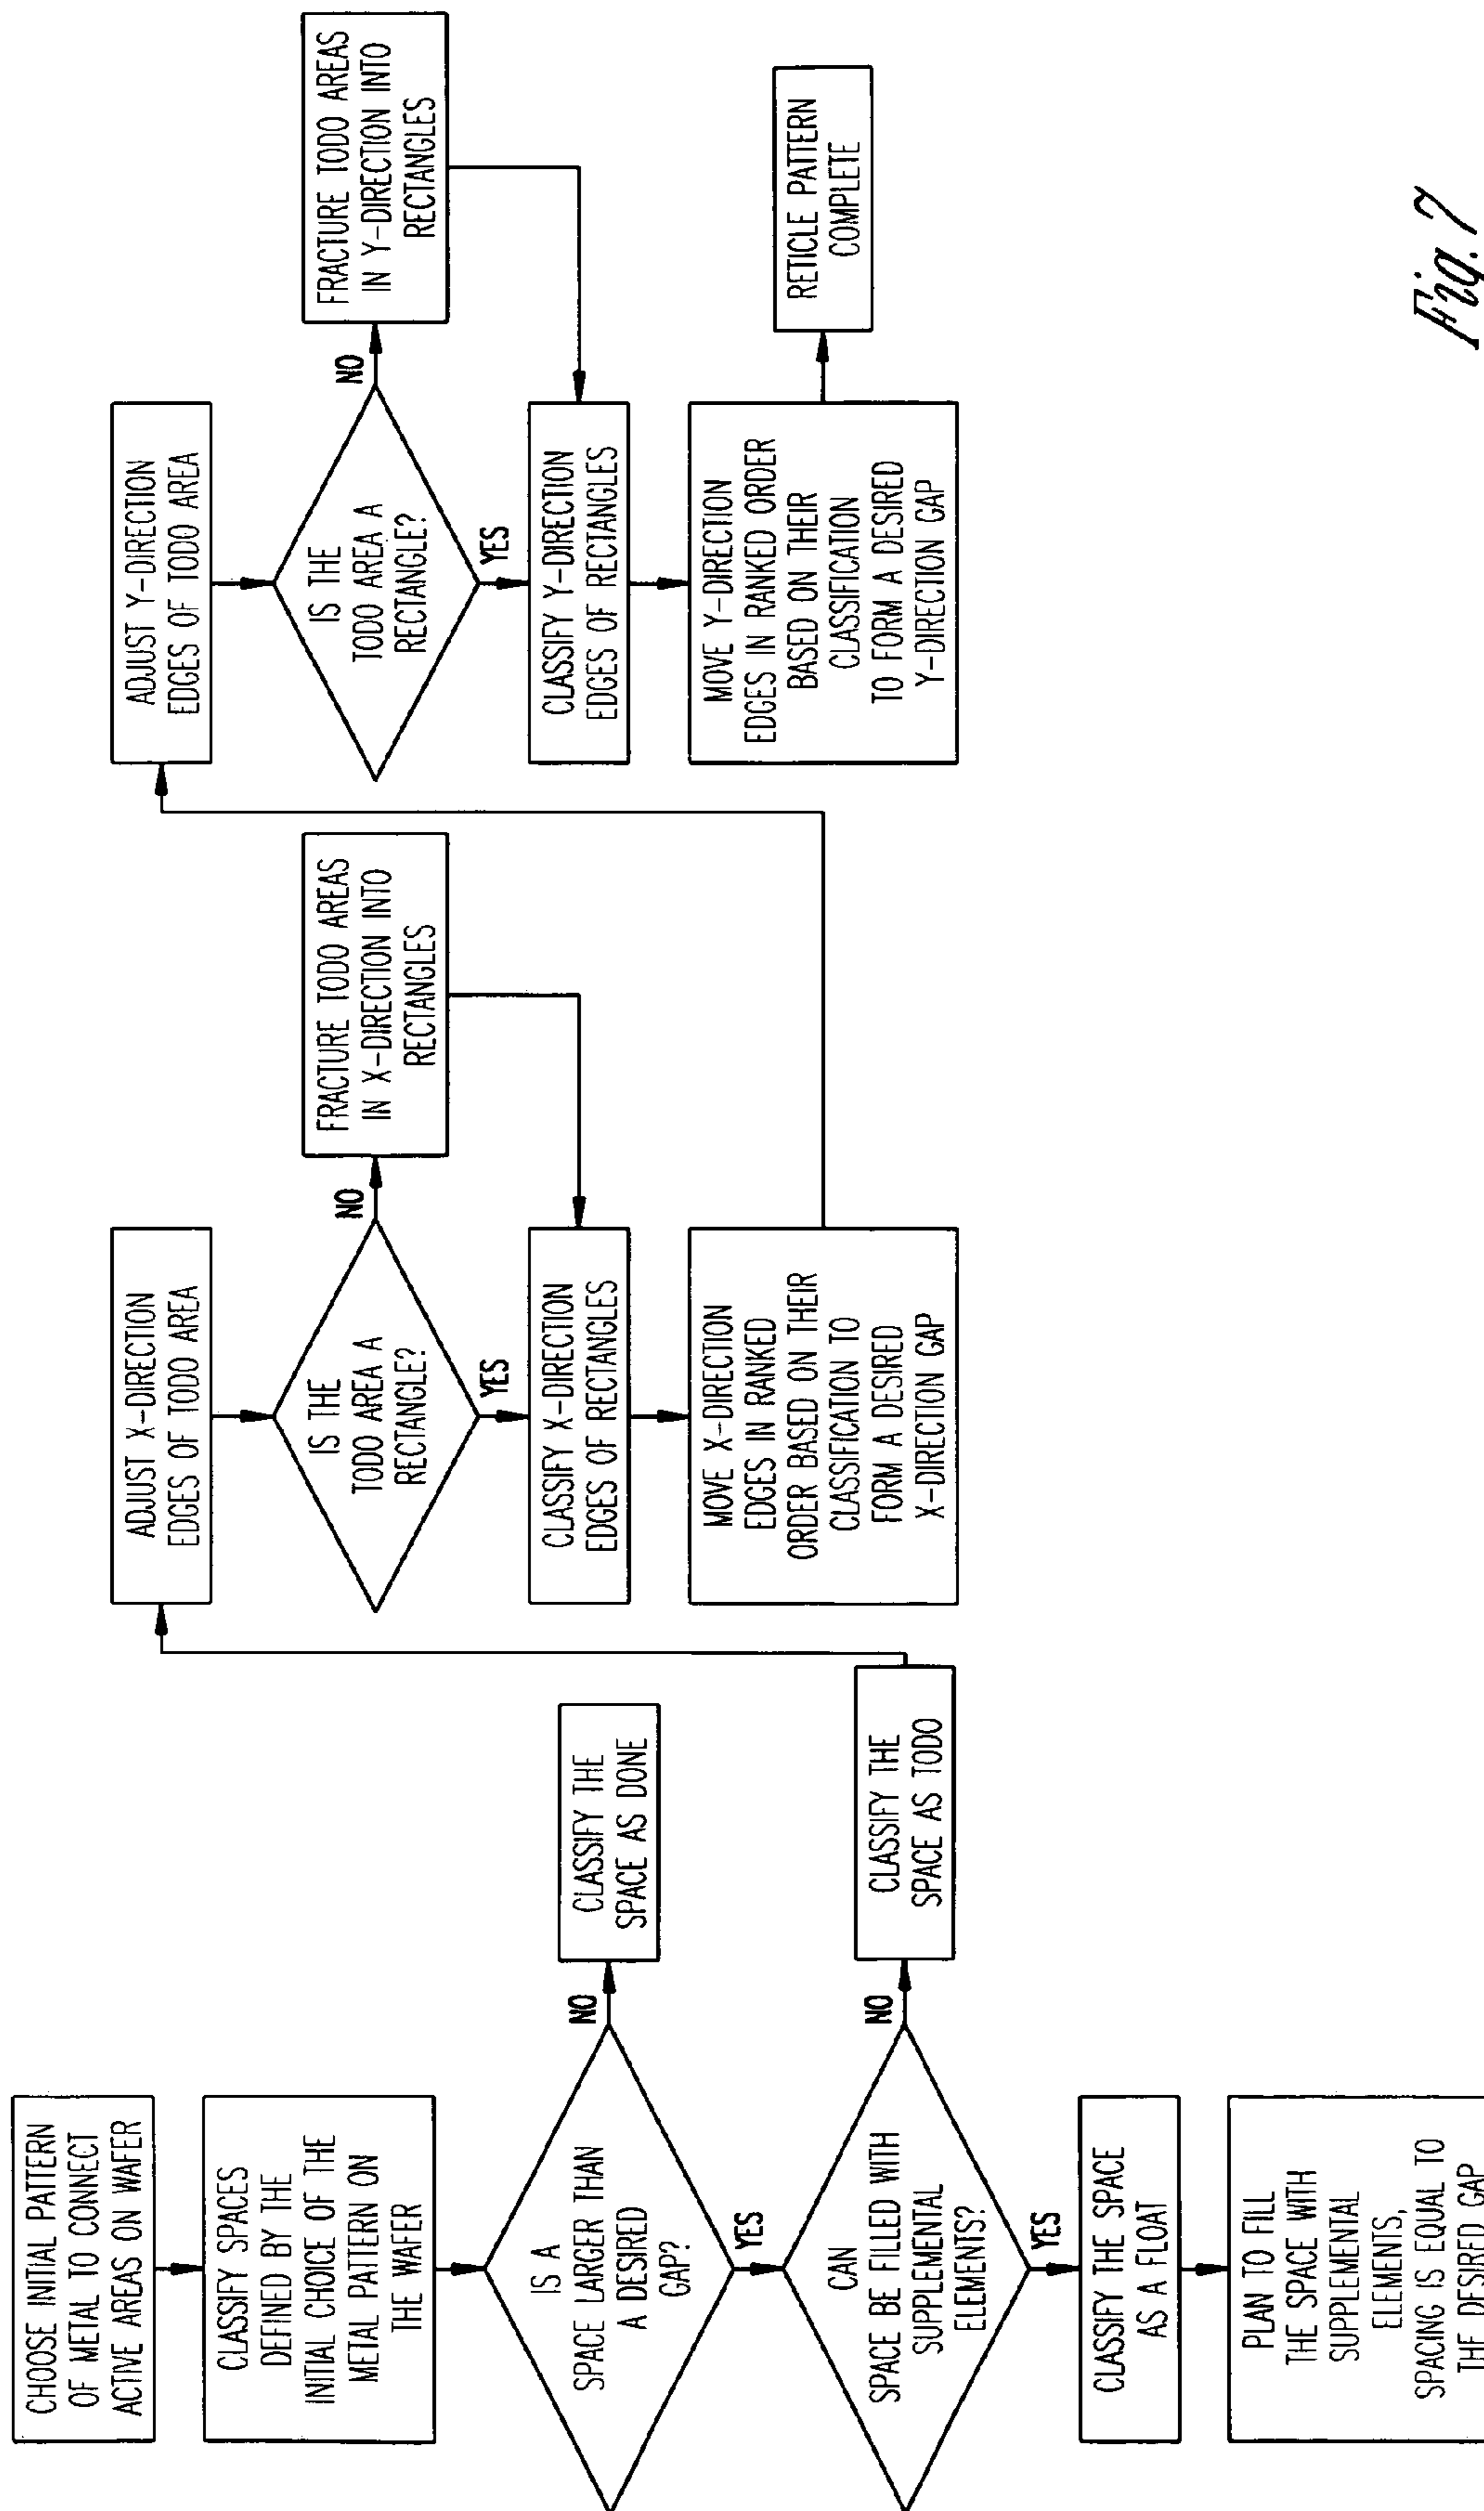 CHOOSE INITIAL PATTERN
OF METAL TO CONNECT
ACTIVE AREAS ON WAFER
CLASSIFY SPACES
DEFINED BY THE
INITIAL CHOICE OF THE
METAL PATTERN ON
THE WAFER
IS A
SPACE LARGER THAN
A DESIRED
GAP?
NO
CLASSIFY THE
SPACE AS DONE
YES
CAN
SPACE BE FILLED WITH
SUPPLEMENTAL
ELEMENTS?
NO
CLASSIFY THE
SPACE AS TODO
YES
CLASSIFY THE SPACE
AS A FLOAT
PLAN TO FILL
THE SPACE WITH
SUPPLEMENTAL
ELEMENTS,
SPACING IS EQUAL TO
THE DESIRED GAP
ADJUST X-DIRECTION
EDGES OF TODO AREA
IS THE
TODO AREA A
RECTANGLE?
NO
FRACTURE TODO AREAS
IN X-DIRECTION INTO
RECTANGLES
YES
CLASSIFY X-DIRECTION
EDGES OF RECTANGLES
MOVE X-DIRECTION
EDGES IN RANKED
ORDER BASED ON THEIR
CLASSIFICATION TO
FORM A DESIRED
X-DIRECTION GAP
ADJUST Y-DIRECTION
EDGES OF TODO AREA
IS THE
TODO AREA A
RECTANGLE?
NO
FRACTURE TODO AREAS
IN Y-DIRECTION INTO
RECTANGLES
YES
CLASSIFY Y-DIRECTION
EDGES OF RECTANGLES
MOVE Y-DIRECTION
EDGES IN RANKED ORDER
BASED ON THEIR
CLASSIFICATION
TO FORM A DESIRED
Y-DIRECTION GAP
RETICLE PATTERN
COMPLETE
Fig. 7